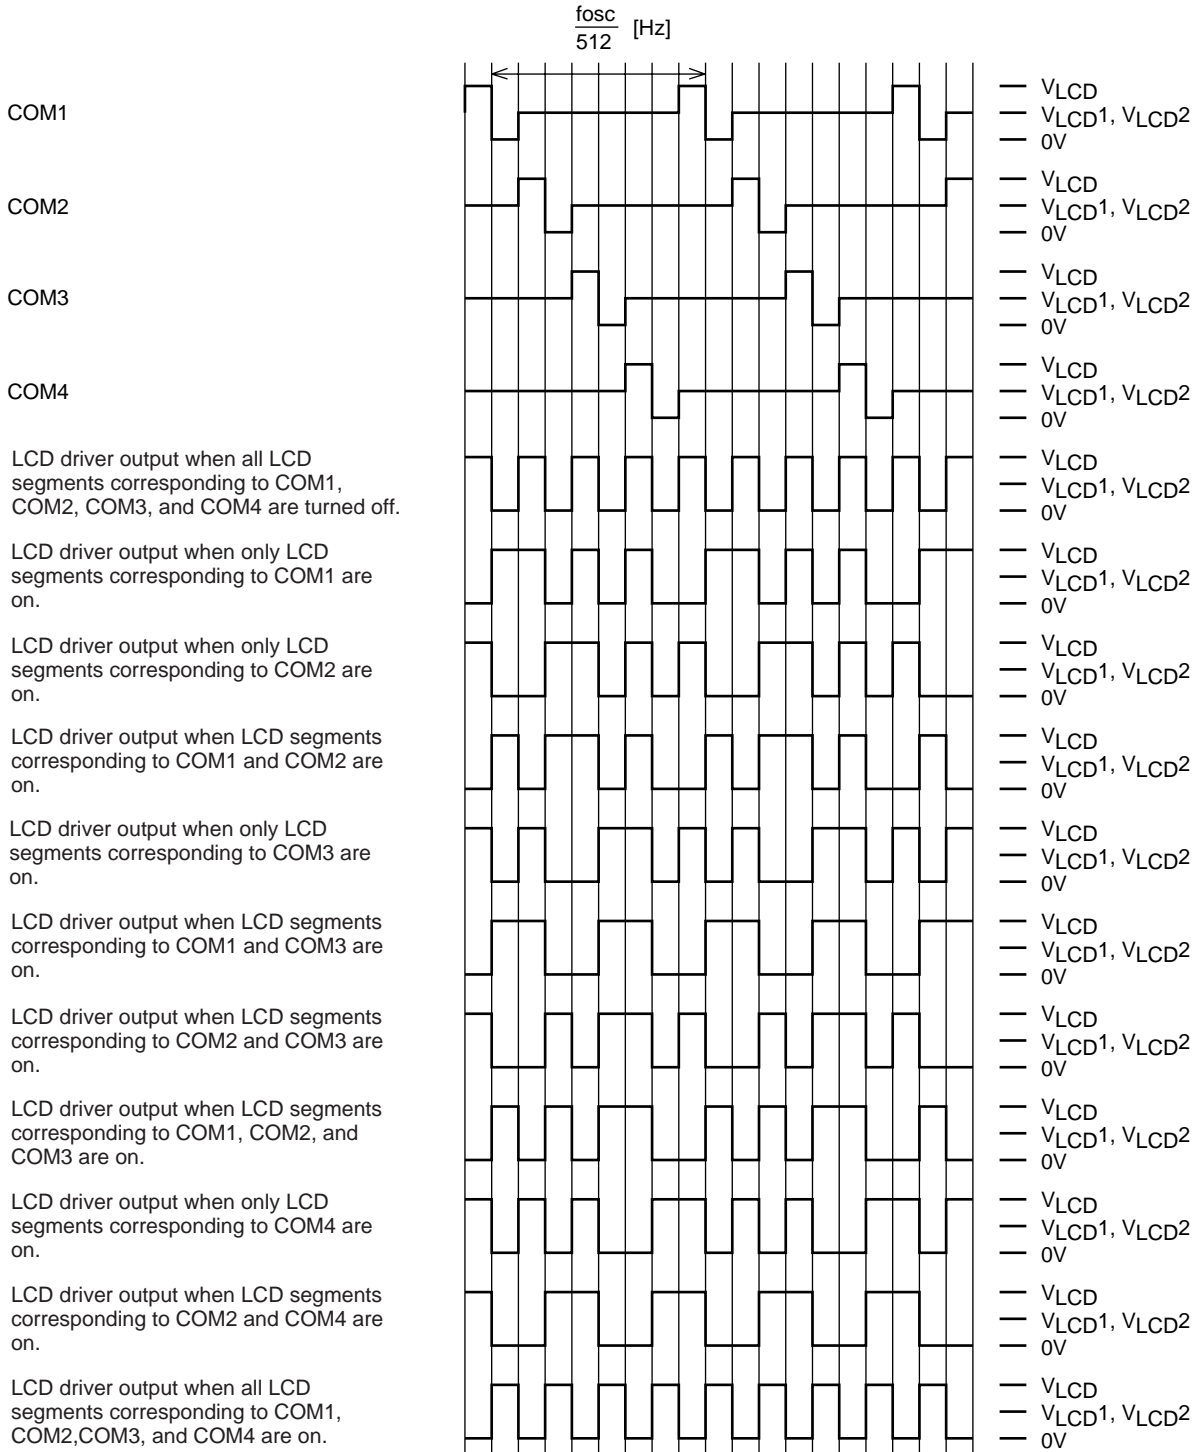 fosc
512 [Hz]
COM1
VLCD
VLCD1, VLCD2
0V
COM2
VLCD
VLCD1, VLCD2
0V
COM3
VLCD
VLCD1, VLCD2
0V
COM4
VLCD
VLCD1, VLCD2
0V
LCD driver output when all LCD
segments corresponding to COM1,
COM2, COM3, and COM4 are turned off.
VLCD
VLCD1, VLCD2
0V
LCD driver output when only LCD
segments corresponding to COM1 are
on.
VLCD
VLCD1, VLCD2
0V
LCD driver output when only LCD
segments corresponding to COM2 are
on.
VLCD
VLCD1, VLCD2
0V
LCD driver output when LCD segments
corresponding to COM1 and COM2 are
on.
VLCD
VLCD1, VLCD2
0V
LCD driver output when only LCD
segments corresponding to COM3 are
on.
VLCD
VLCD1, VLCD2
0V
LCD driver output when LCD segments
corresponding to COM1 and COM3 are
on.
VLCD
VLCD1, VLCD2
0V
LCD driver output when LCD segments
corresponding to COM2 and COM3 are
on.
VLCD
VLCD1, VLCD2
0V
LCD driver output when LCD segments
corresponding to COM1, COM2, and
COM3 are on.
VLCD
VLCD1, VLCD2
0V
LCD driver output when only LCD
segments corresponding to COM4 are
on.
VLCD
VLCD1, VLCD2
0V
LCD driver output when LCD segments
corresponding to COM2 and COM4 are
on.
VLCD
VLCD1, VLCD2
0V
LCD driver output when all LCD
segments corresponding to COM1,
COM2,COM3, and COM4 are on.
VLCD
VLCD1, VLCD2
0V